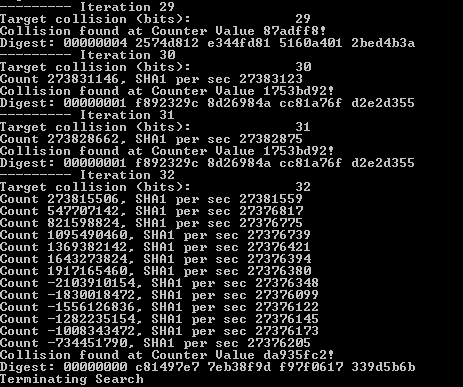 --------- Iteration 29
Target collision (bits): 29
Collision found at Counter Value 87adff8!
Digest: 00000004 2574d812 e344fd81 5160a401 2bed4b3a
--------- Iteration 30
Target collision (bits): 30
Count 273831146, SHA1 per sec 27383123
Collision found at Counter Value 1753bd92!
Digest: 00000001 f892329c 8d26984a cc81a76f d2e2d355
--------- Iteration 31
Target collision (bits): 31
Count 273828662, SHA1 per sec 27382875
Collision found at Counter Value 1753bd92!
Digest: 00000001 f892329c 8d26984a cc81a76f d2e2d355
--------- Iteration 32
Target collision (bits): 32
Count 273815506, SHA1 per sec 27381559
Count 547707142, SHA1 per sec 27376817
Count 821598824, SHA1 per sec 27376775
Count 1095490460, SHA1 per sec 27376739
Count 1369382142, SHA1 per sec 27376421
Count 1643273824, SHA1 per sec 27376394
Count 1917165460, SHA1 per sec 27376380
Count -2103910154, SHA1 per sec 27376348
Count -1830018472, SHA1 per sec 27376099
Count -1556126836, SHA1 per sec 27376122
Count -1282235154, SHA1 per sec 27376145
Count -1008343472, SHA1 per sec 27376173
Count -734451790, SHA1 per sec 27376205
Collision found at Counter Value da935fc2!
Digest: 00000000 c81497e7 7eb38f9d f97f0617 339d5b6b
Terminating Search